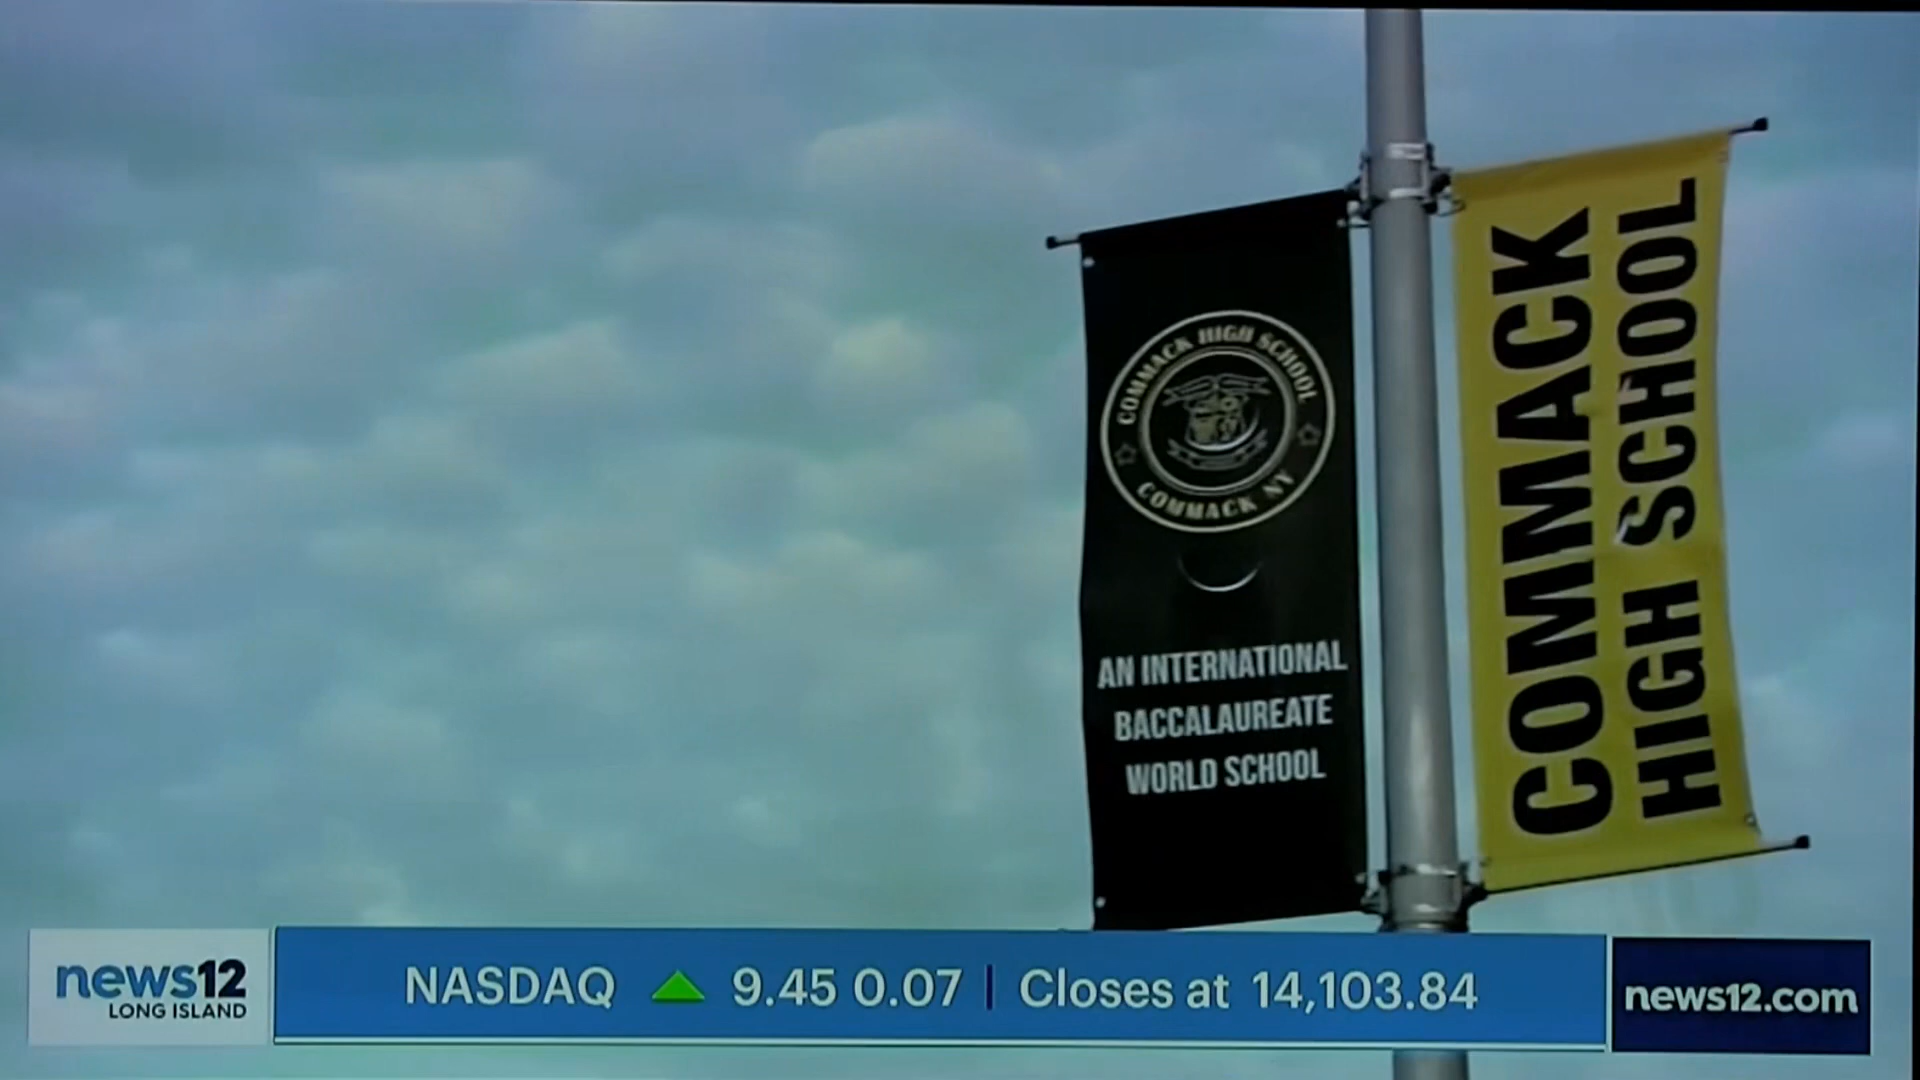 COMMACK HIGH SCHOOL
COMMACK NY
AN INTERNATIONAL
BACCALAUREATE
WORLD SCHOOL
COMMACK
HIGH SCHOOL
news12
LONG ISLAND
NASDAQ 9.45 0.07 | Closes at 14,103.84
news12.com